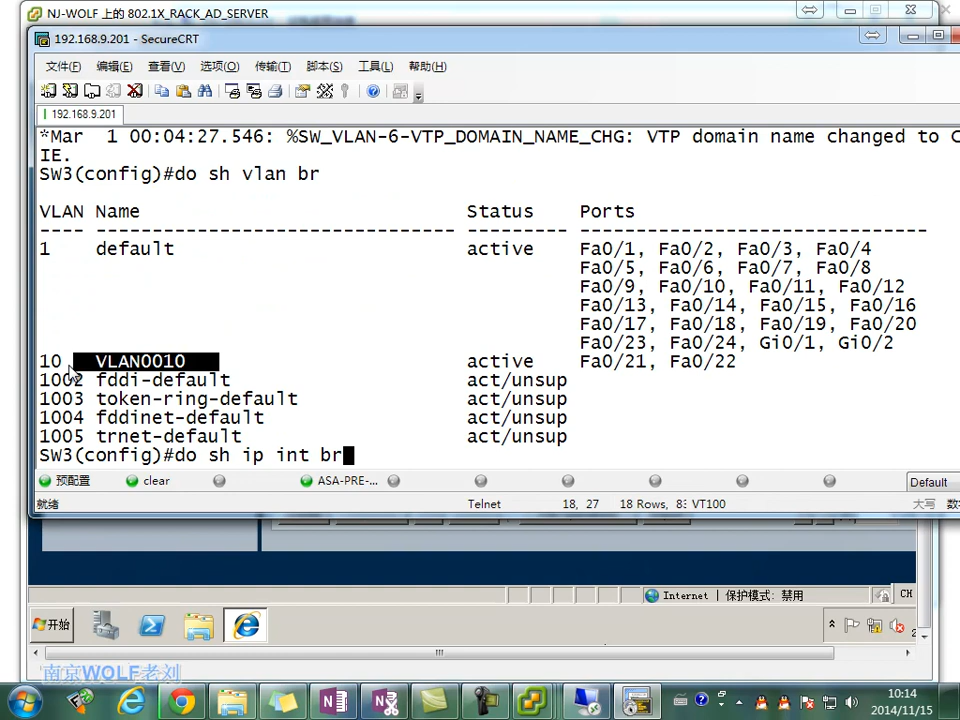 NJ-WOLF 上的 802.1X_RACK_AD_SERVER
192.168.9.201 - SecureCRT
文件(F) 编辑(E) 查看(V) 选项(O) 传输(T) 脚本(S) 工具(L) 帮助(H)
192.168.9.201
*Mar  1 00:04:27.546: %SW_VLAN-6-VTP_DOMAIN_NAME_CHG: VTP domain name changed to C
IE.
SW3(config)#do sh vlan br
VLAN Name Status Ports
---- -------------------------------- --------- -------------------------------
1 default active Fa0/1, Fa0/2, Fa0/3, Fa0/4
Fa0/5, Fa0/6, Fa0/7, Fa0/8
Fa0/9, Fa0/10, Fa0/11, Fa0/12
Fa0/13, Fa0/14, Fa0/15, Fa0/16
Fa0/17, Fa0/18, Fa0/19, Fa0/20
Fa0/23, Fa0/24, Gi0/1, Gi0/2
10 VLAN0010 active Fa0/21, Fa0/22
1002 fddi-default act/unsup
1003 token-ring-default act/unsup
1004 fddinet-default act/unsup
1005 trnet-default act/unsup
SW3(config)#do sh ip int br
预配置 clear ASA-PRE-... Default
就绪 Telnet 18, 27 18 Rows, 83 VT100 大写 数
Internet | 保护模式: 禁用 CH
开始
南京WOLF老刘
10:14
2014/11/15